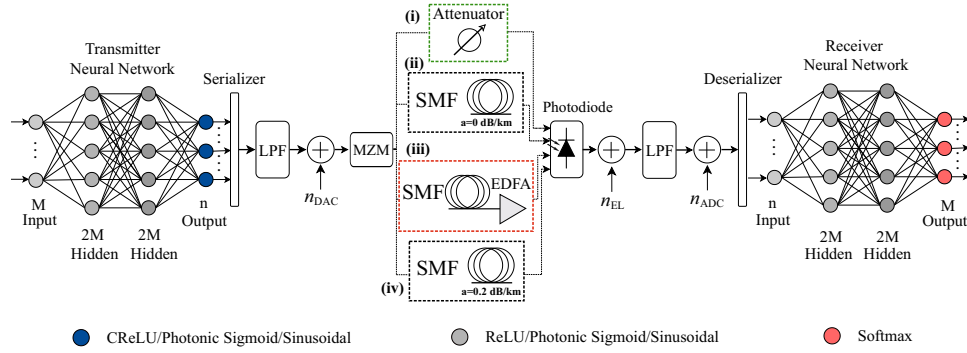 Transmitter
Neural Network
M
Input
2M
Hidden
2M
Hidden
n
Output
Serializer
LPF
n_DAC
MZM
(i)
Attenuator
(ii)
SMF
a=0 dB/km
(iii)
SMF
EDFA
(iv)
SMF
a=0.2 dB/km
Photodiode
n_EL
LPF
n_ADC
Deserializer
Receiver
Neural Network
n
Input
2M
Hidden
2M
Hidden
M
Output
CReLU/Photonic Sigmoid/Sinusoidal
ReLU/Photonic Sigmoid/Sinusoidal
Softmax